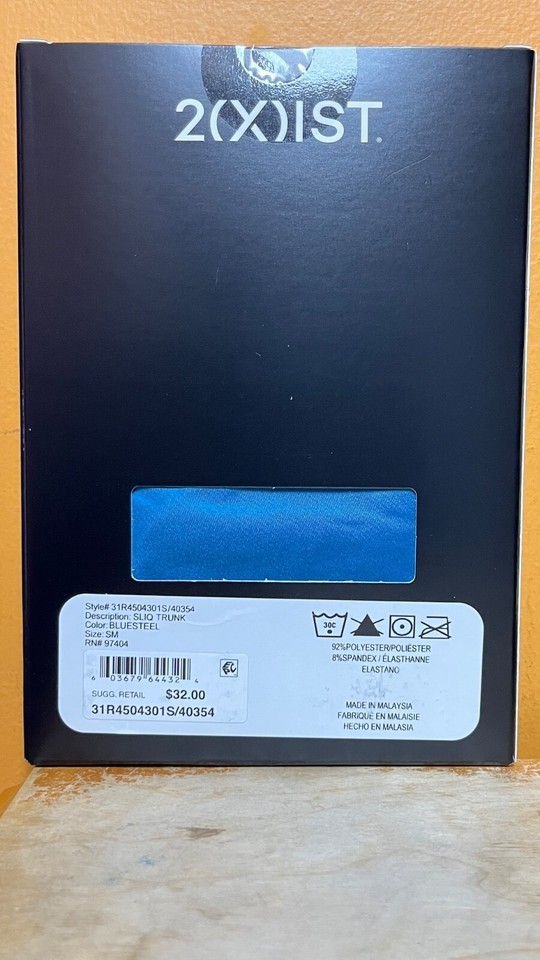 2(X)IST.
Style# 31R4504301S/40354
Description: SLIQ TRUNK
Color: BLUESTEEL
Size: SM
RN# 97404
6 03679 64432 4
SUGG. RETAIL $32.00
31R4504301S/40354
30C
92%POLYESTER/POLIÉSTER
8%SPANDEX / ÉLASTHANNE
ELASTANO
MADE IN MALAYSIA
FABRIQUÉ EN MALAISIE
HECHO EN MALASIA